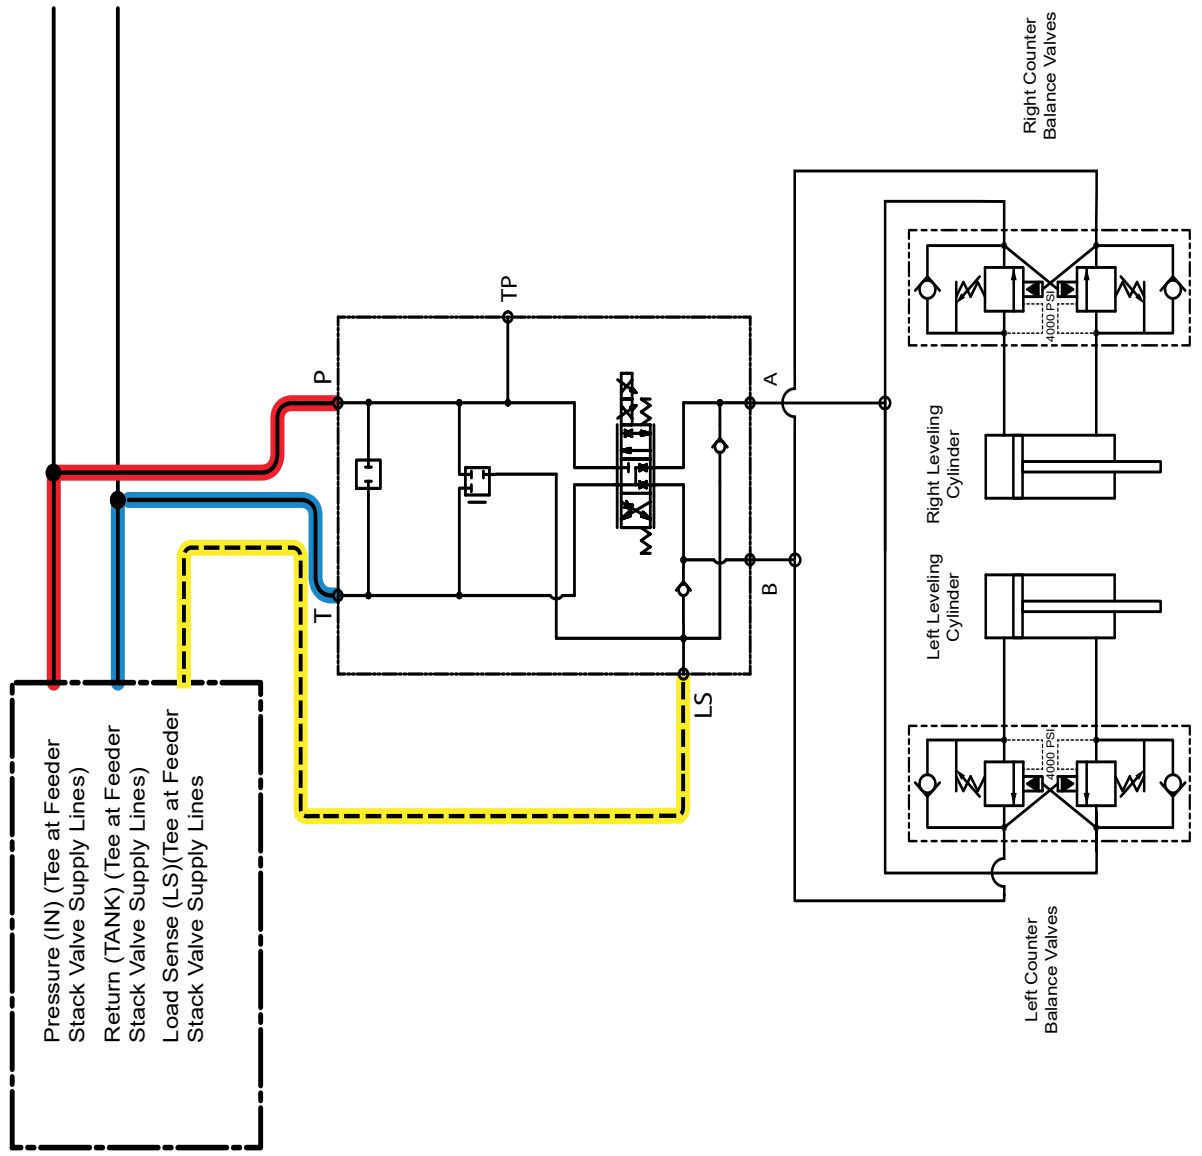 Pressure (IN) (Tee at Feeder
Stack Valve Supply Lines)
Return (TANK) (Tee at Feeder
Stack Valve Supply Lines)
Load Sense (LS)(Tee at Feeder
Stack Valve Supply Lines
P
T
TP
LS
A
B
Right Counter
Balance Valves
4000 PSI
Right Leveling
Cylinder
Left Leveling
Cylinder
4000 PSI
Left Counter
Balance Valves